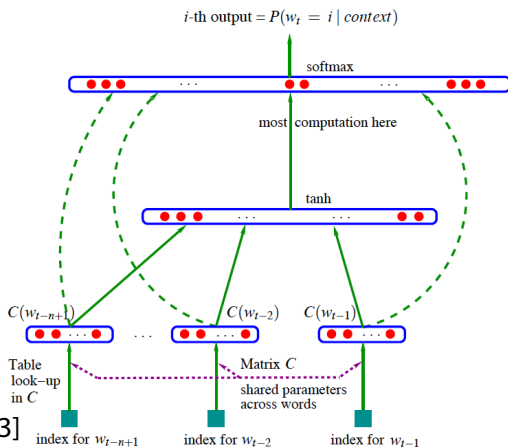 i-th output = P(w_t = i | context)
softmax
. . . . . .
most computation here
tanh
. . . . . .
C(w_{t−n+1}) C(w_{t−2}) C(w_{t−1})
. . . . . . . . . . . .
Table look−up in C
Matrix C
shared parameters across words
3]
index for w_{t−n+1} index for w_{t−2} index for w_{t−1}